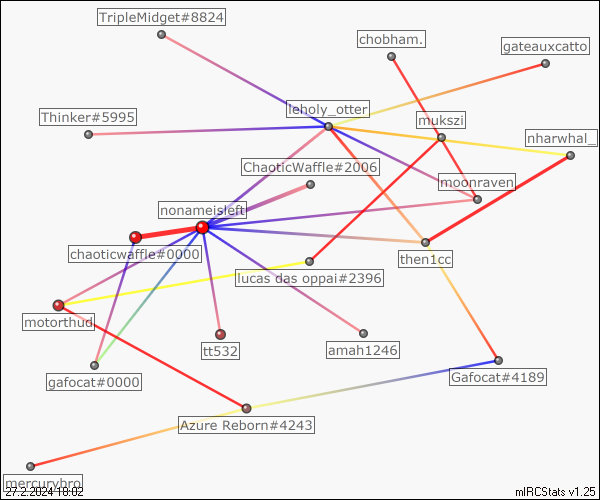 TripleMidget#8824
chobham.
gateauxcatto
leholy_otter
Thinker#5995
mukszi
nharwhal_
ChaoticWaffle#2006
moonraven
nonameisleft
chaoticwaffle#0000
then1cc
lucas das oppai#2396
motorthud
tt532
amah1246
gafocat#0000
Gafocat#4189
Azure Reborn#4243
mercurybro
27.2.2024 18:02
mIRCStats v1.25